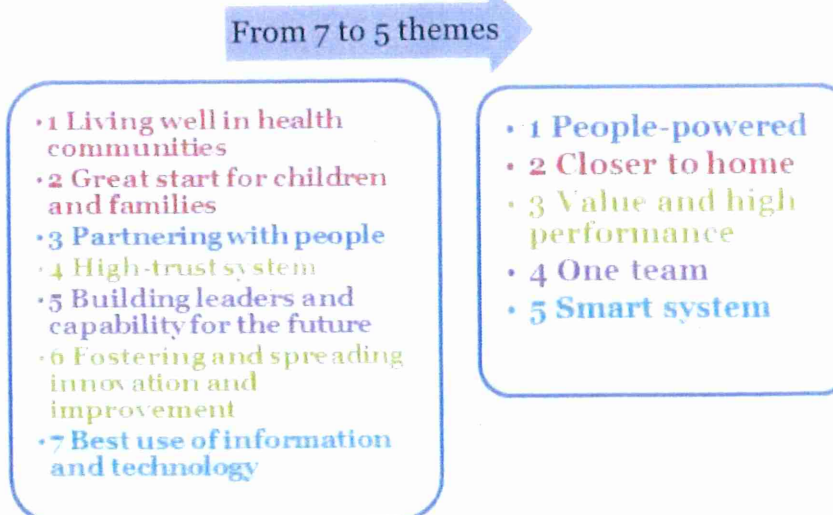 From 7 to 5 themes
•1 Living well in health
communities
•2 Great start for children
and families
•3 Partnering with people
•4 High-trust system
•5 Building leaders and
capability for the future
•6 Fostering and spreading
innovation and
improvement
•7 Best use of information
and technology
• 1 People-powered
• 2 Closer to home
• 3 Value and high
performance
• 4 One team
• 5 Smart system